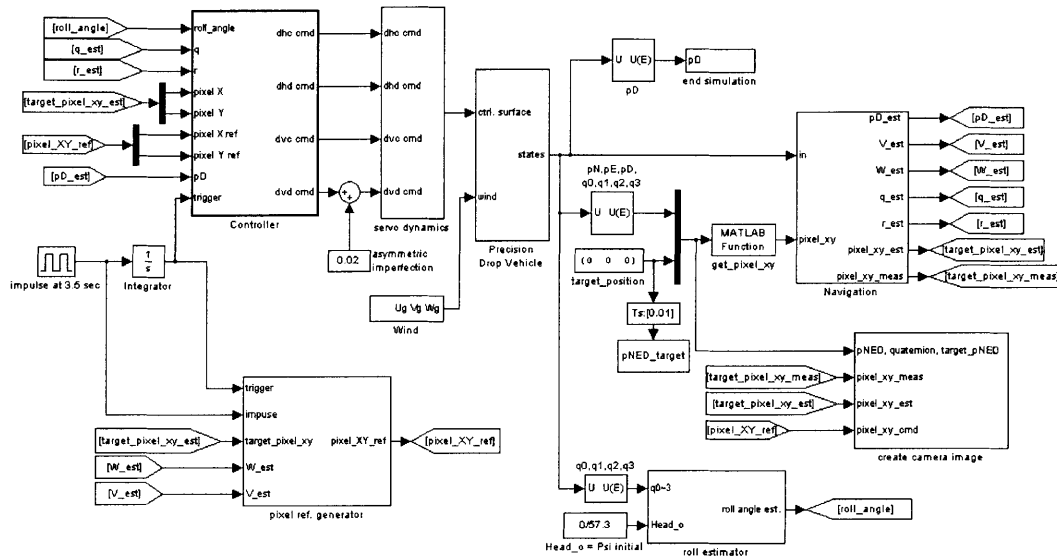 [roll_angle]
[q_est]
[r_est]
[target_pixel_xy_est]
[pixel_XY_ref]
[pD_est]
roll_angle
q
r
pixel X
pixel Y
pixel X ref
pixel Y ref
pD
trigger
dhc cmd
dhd cmd
dvc cmd
dvd cmd
Controller
dhc cmd
dhd cmd
dvc cmd
dvd cmd
servo dynamics
0.02
asymmetric
imperfection
impulse at 3.5 sec
1
s
Integrator
Ug Vg Wg
Wind
ctrl. surface
wind
states
Precision
Drop Vehicle
U U(E)
pD
pD
end simulation
pN,pE,pD,
q0,q1,q2,q3
U U(E)
(0 0 0)
target_position
Ts:[0.01]
pNED_target
MATLAB
Function
get_pixel_xy
in
pixel_xy
pD_est
V_est
W_est
q_est
r_est
pixel_xy_est
pixel_xy_meas
Navigation
[pD_est]
[V_est]
[W_est]
[q_est]
[r_est]
[target_pixel_xy_est]
[target_pixel_xy_meas]
[target_pixel_xy_meas]
[target_pixel_xy_est]
[pixel_XY_ref]
pNED, quaternion, target_pNED
pixel_xy_meas
pixel_xy_est
pixel_xy_cmd
create camera image
[target_pixel_xy_est]
[W_est]
[V_est]
trigger
impuse
target_pixel_xy
W_est
V_est
pixel_XY_ref
pixel ref. generator
[pixel_XY_ref]
q0,q1,q2,q3
U U(E)
0/57.3
Head_o = Psi initial
q0~3
Head_o
roll angle est.
roll estimator
[roll_angle]